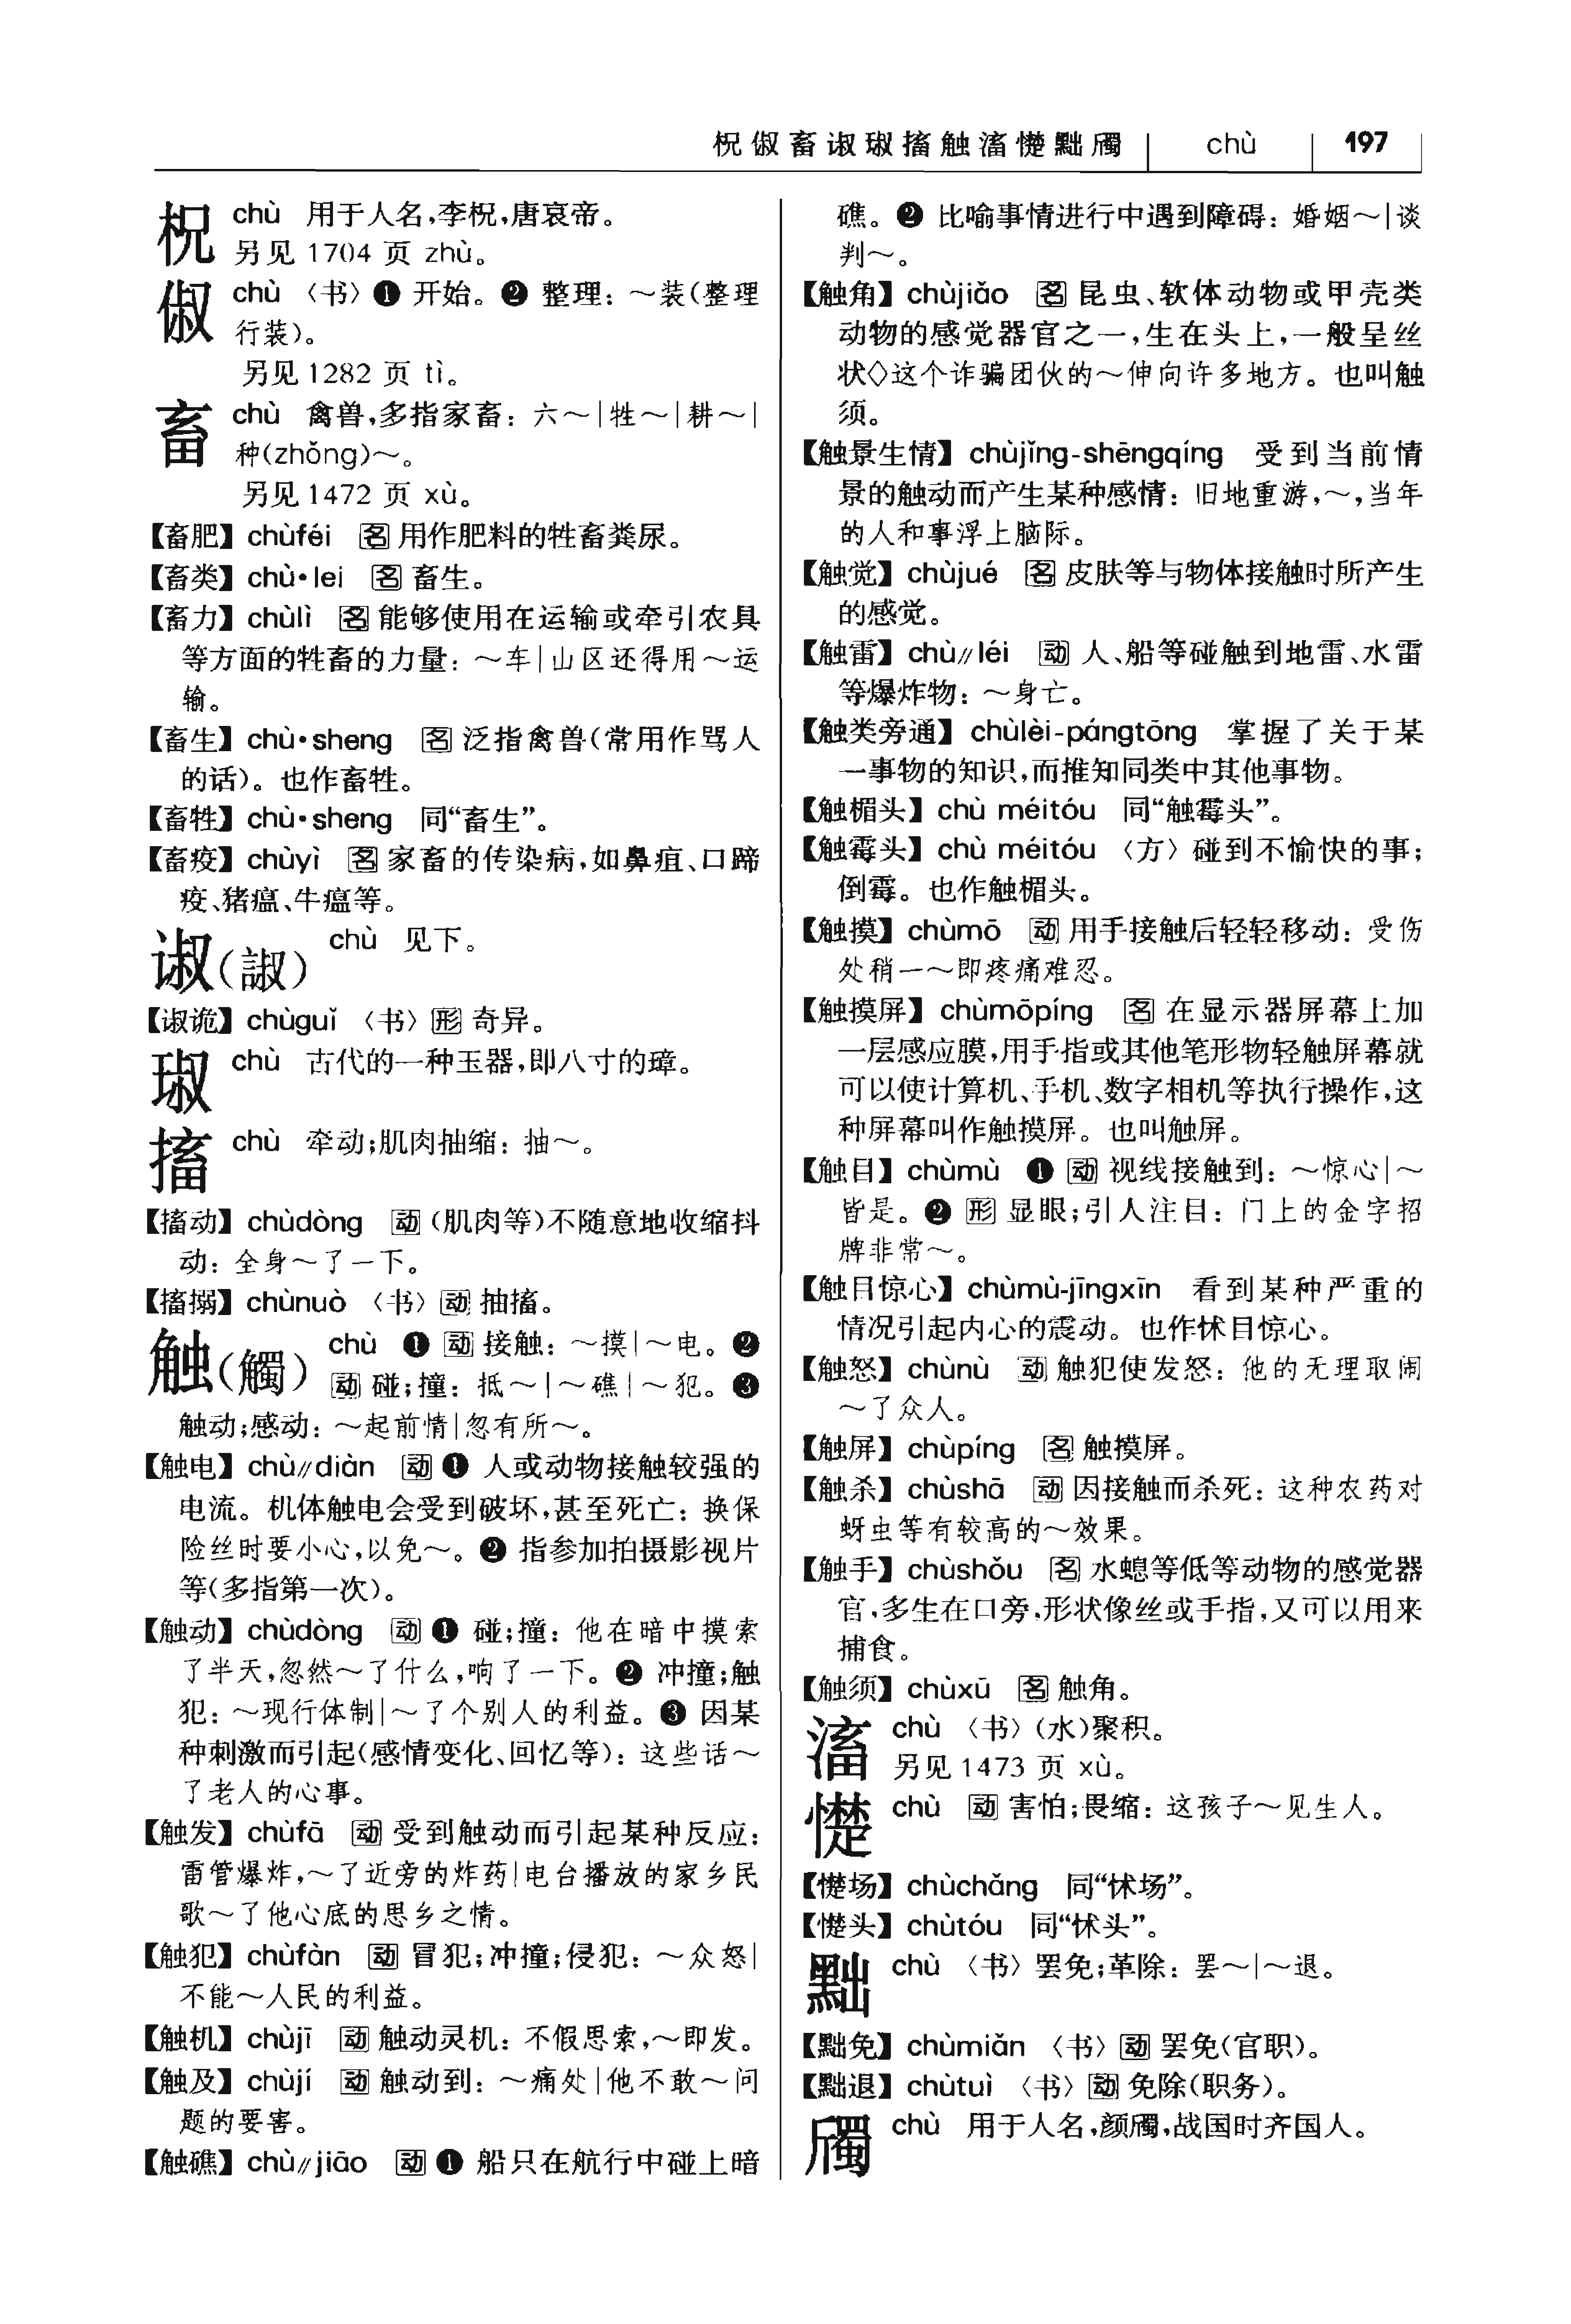 柷俶畜诼琡搐触滀憷黜斶 chù 197
柷 chù 用于人名,李柷,唐哀帝。
另见 1704 页 zhù。
俶 chù 〈书〉❶ 开始。❷ 整理：～装(整理
行装)。
另见 1282 页 tì。
畜 chù 禽兽,多指家畜：六～|牲～|耕～|
种(zhǒng)～。
另见 1472 页 xù。
【畜肥】chùféi 名 用作肥料的牲畜粪尿。
【畜类】chù•lei 名 畜生。
【畜力】chùlì 名 能够使用在运输或牵引农具
等方面的牲畜的力量：～车|山区还得用～运
输。
【畜生】chù•sheng 名 泛指禽兽(常用作骂人
的话)。也作畜牲。
【畜牲】chù•sheng 同“畜生”。
【畜疫】chùyì 名 家畜的传染病,如鼻疽、口蹄
疫、猪瘟、牛瘟等。
(諔) chù 见下。
chùguǐ 〈书〉形 奇异。
琡 chù 古代的一种玉器,即八寸的璋。
搐 chù 牵动;肌肉抽缩：抽～。
【搐动】chùdòng 动 (肌肉等)不随意地收缩抖
动：全身～了一下。
【搐搦】chùnuò 〈书〉动 抽搐。
触(觸) chù ❶ 动 接触：～摸|～电。❷
动 碰;撞：抵～|～礁|～犯。❸
触动;感动：～起前情|忽有所～。
【触电】chù//diàn 动 ❶ 人或动物接触较强的
电流。机体触电会受到破坏,甚至死亡：换保
险丝时要小心,以免～。❷ 指参加拍摄影视片
等(多指第一次)。
【触动】chùdòng 动 ❶ 碰;撞：他在暗中摸索
了半天,忽然～了什么,响了一下。❷ 冲撞;触
犯：～现行体制|～了个别人的利益。❸ 因某
种刺激而引起(感情变化、回忆等)：这些话～
了老人的心事。
【触发】chùfā 动 受到触动而引起某种反应：
雷管爆炸,～了近旁的炸药|电台播放的家乡民
歌～了他心底的思乡之情。
【触犯】chùfàn 动 冒犯;冲撞;侵犯：～众怒|
不能～人民的利益。
【触机】chùjī 动 触动灵机：不假思索,～即发。
【触及】chùjí 动 触动到：～痛处|他不敢～问
题的要害。
【触礁】chù//jiāo 动 ❶ 船只在航行中碰上暗
礁。❷ 比喻事情进行中遇到障碍：婚姻～|谈
判～。
【触角】chùjiǎo 名 昆虫、软体动物或甲壳类
动物的感觉器官之一,生在头上,一般呈丝
状◇这个诈骗团伙的～伸向许多地方。也叫触
须。
【触景生情】chùjǐng-shēngqíng 受到当前情
景的触动而产生某种感情：旧地重游,～,当年
的人和事浮上脑际。
【触觉】chùjué 名 皮肤等与物体接触时所产生
的感觉。
【触雷】chù//léi 动 人、船等碰触到地雷、水雷
等爆炸物：～身亡。
【触类旁通】chùlèi-pángtōng 掌握了关于某
一事物的知识,而推知同类中其他事物。
【触楣头】chù méitóu 同“触霉头”。
【触霉头】chù méitóu 〈方〉碰到不愉快的事;
倒霉。也作触楣头。
【触摸】chùmō 动 用手接触后轻轻移动：受伤
处稍一～即疼痛难忍。
【触摸屏】chùmōpíng 名 在显示器屏幕上加
一层感应膜,用手指或其他笔形物轻触屏幕就
可以使计算机、手机、数字相机等执行操作,这
种屏幕叫作触摸屏。也叫触屏。
【触目】chùmù ❶ 动 视线接触到：～惊心|～
皆是。❷ 形 显眼;引人注目：门上的金字招
牌非常～。
【触目惊心】chùmù-jīngxīn 看到某种严重的
情况引起内心的震动。也作怵目惊心。
【触怒】chùnù 动 触犯使发怒：他的无理取闹
～了众人。
【触屏】chùpíng 名 触摸屏。
【触杀】chùshā 动 因接触而杀死：这种农药对
蚜虫等有较高的～效果。
【触手】chùshǒu 名 水螅等低等动物的感觉器
官,多生在口旁,形状像丝或手指,又可以用来
捕食。
【触须】chùxū 名 触角。
滀 chù 〈书〉(水)聚积。
另见 1473 页 xù。
憷 chù 动 害怕;畏缩：这孩子～见生人。
【憷场】chùchǎng 同“怵场”。
【憷头】chùtóu 同“怵头”。
黜 chù 〈书〉罢免;革除：罢～|～退。
【黜免】chùmiǎn 〈书〉动 罢免(官职)。
【黜退】chùtuì 〈书〉动 免除(职务)。
斶 chù 用于人名,颜斶,战国时齐国人。